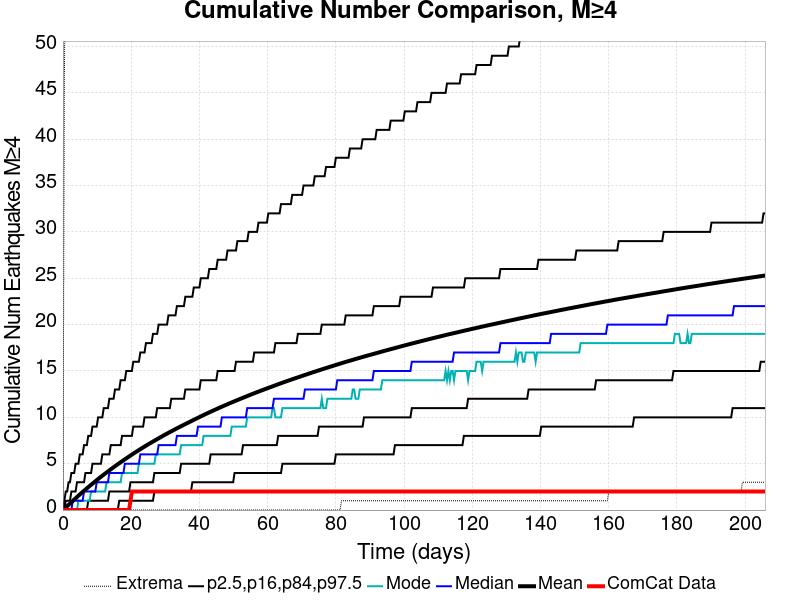 Cumulative Number Comparison, M≥4
Cumulative Num Earthquakes M≥4
50
45
40
35
30
25
20
15
10
5
0
0 20 40 60 80 100 120 140 160 180 200
Time (days)
Extrema p2.5,p16,p84,p97.5 Mode Median Mean ComCat Data